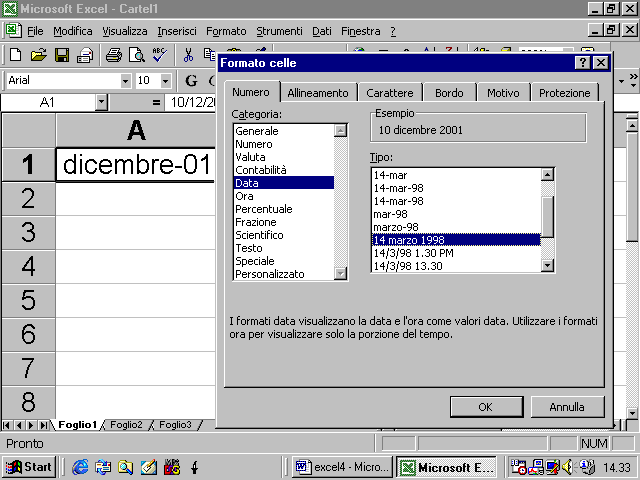 Microsoft Excel - Cartel1
File Modifica Visualizza Inserisci Formato Strumenti Dati Finestra ?
Arial 10 G
A1 = 10/12/20
A
1 dicembre-01
2
3
4
5
6
7
8
Formato celle
Numero Allineamento Carattere Bordo Motivo Protezione
Categoria:
Generale
Numero
Valuta
Contabilità
Data
Ora
Percentuale
Frazione
Scientifico
Testo
Speciale
Personalizzato
Esempio
10 dicembre 2001
Tipo:
14-mar
14-mar-98
14-mar-98
mar-98
marzo-98
14 marzo 1998
14/3/98 1.30 PM
14/3/98 13.30
I formati data visualizzano la data e l'ora come valori data. Utilizzare i formati
ora per visualizzare solo la porzione del tempo.
OK Annulla
Foglio1 Foglio2 Foglio3
Pronto NUM
Start excel4 - Micro... Microsoft E... 14.33